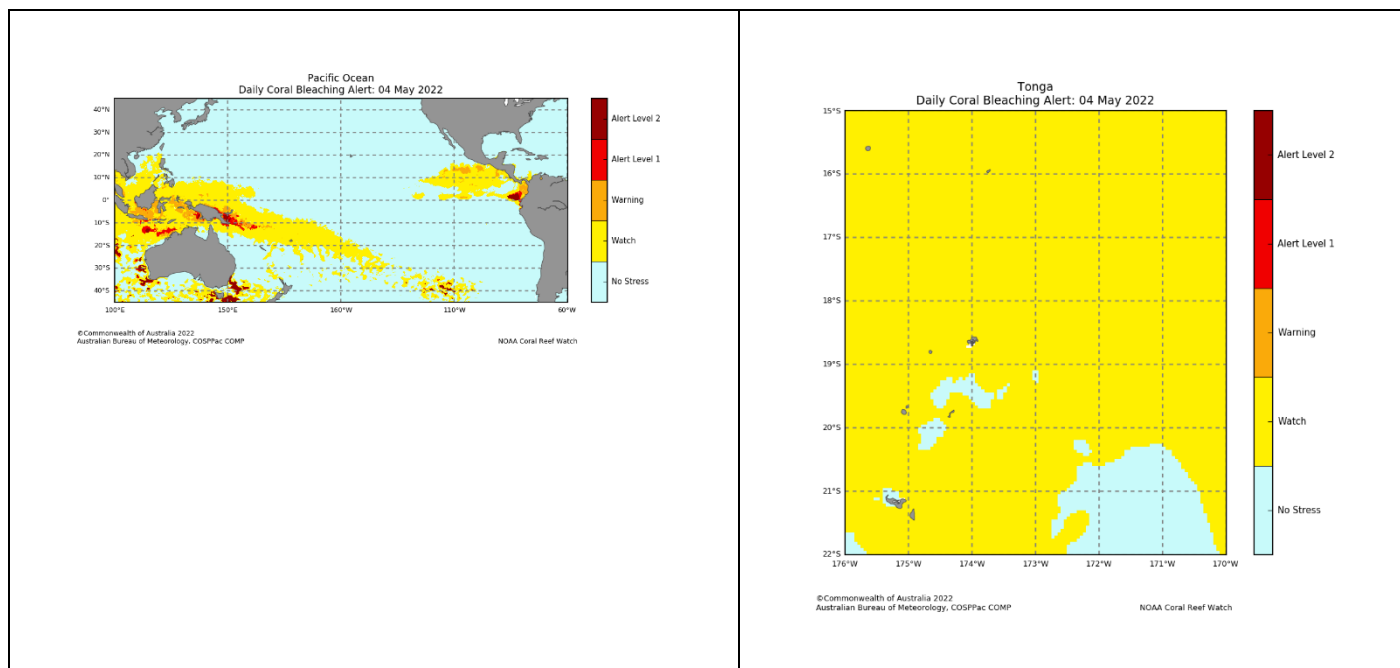 Pacific Ocean
Daily Coral Bleaching Alert: 04 May 2022
40°N
30°N
20°N
10°N
0°
10°S
20°S
30°S
40°S
100°S
150°S
160°W
110°W
60°W
Alert Level 2
Alert Level 1
Warning
Watch
No Stress
©Commonwealth of Australia 2022
Australian Bureau of Meteorology, COSPPac COMP
NOAA Coral Reef Watch
Tonga
Daily Coral Bleaching Alert: 04 May 2022
15°S
16°S
17°S
18°S
19°S
20°S
21°S
22°S
176°W
175°W
174°W
173°W
172°W
171°W
170°W
Alert Level 2
Alert Level 1
Warning
Watch
No Stress
©Commonwealth of Australia 2022
Australian Bureau of Meteorology, COSPPac COMP
NOAA Coral Reef Watch